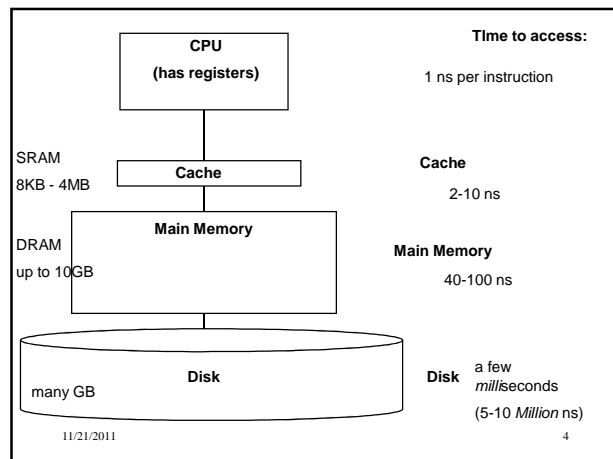 CPU
(has registers)
TIme to access:
1 ns per instruction
SRAM
8KB - 4MB
Cache
Cache
2-10 ns
Main Memory
DRAM
up to 10GB
Main Memory
40-100 ns
Disk
many GB
Disk
a few
milliseconds
(5-10 Million ns)
11/21/2011
4